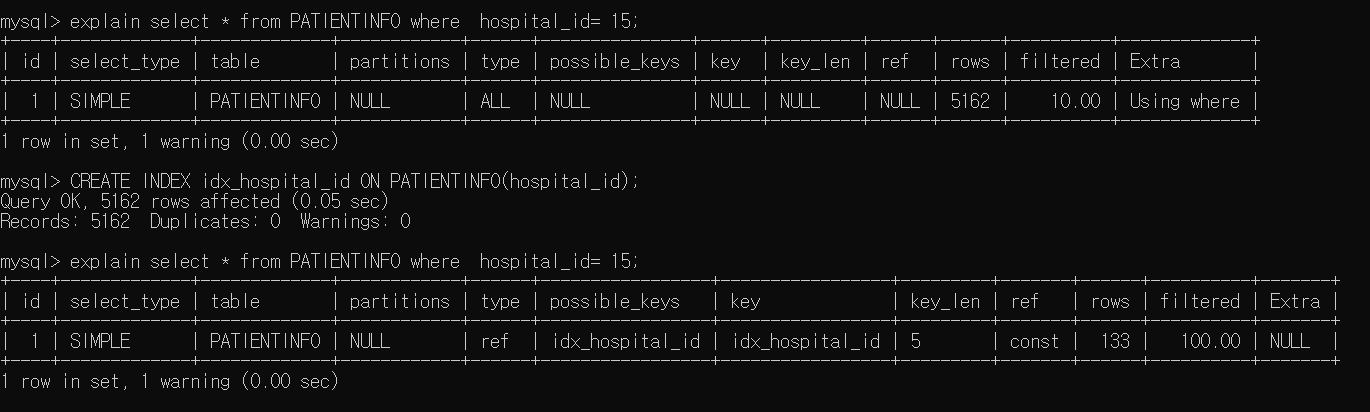 mysql> explain select * from PATIENTINFO where  hospital_id= 15;
+----+-------------+-------------+------------+------+---------------+------+---------+------+------+----------+-------------+
| id | select_type | table       | partitions | type | possible_keys | key  | key_len | ref  | rows | filtered | Extra       |
+----+-------------+-------------+------------+------+---------------+------+---------+------+------+----------+-------------+
|  1 | SIMPLE      | PATIENTINFO | NULL       | ALL  | NULL          | NULL | NULL    | NULL | 5162 |    10.00 | Using where |
+----+-------------+-------------+------------+------+---------------+------+---------+------+------+----------+-------------+
1 row in set, 1 warning (0.00 sec)
mysql> CREATE INDEX idx_hospital_id ON PATIENTINFO(hospital_id);
Query OK, 5162 rows affected (0.05 sec)
Records: 5162  Duplicates: 0  Warnings: 0
mysql> explain select * from PATIENTINFO where  hospital_id= 15;
+----+-------------+-------------+------------+------+-----------------+-----------------+---------+-------+------+----------+-------+
| id | select_type | table       | partitions | type | possible_keys   | key             | key_len | ref   | rows | filtered | Extra |
+----+-------------+-------------+------------+------+-----------------+-----------------+---------+-------+------+----------+-------+
|  1 | SIMPLE      | PATIENTINFO | NULL       | ref  | idx_hospital_id | idx_hospital_id | 5       | const |  133 |   100.00 | NULL  |
+----+-------------+-------------+------------+------+-----------------+-----------------+---------+-------+------+----------+-------+
1 row in set, 1 warning (0.00 sec)